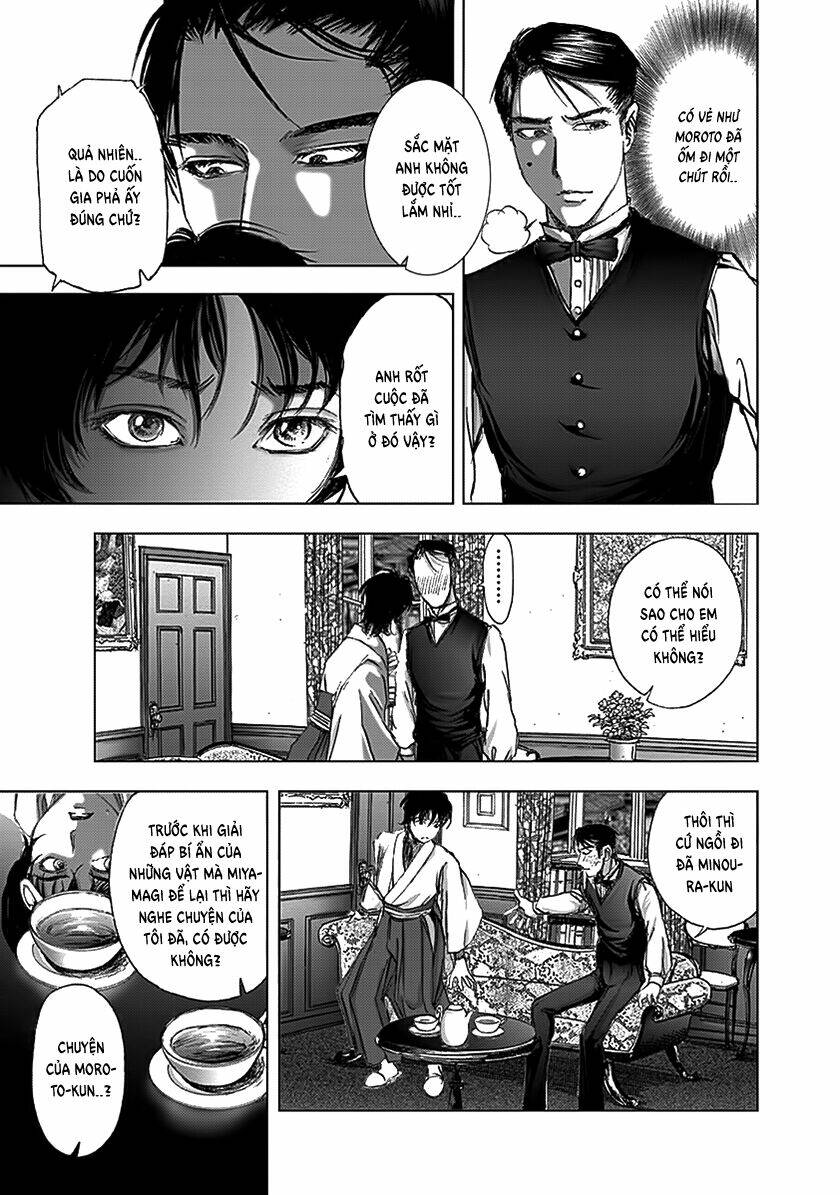 CÓ VẺ NHƯ
MOROTO ĐÃ
ỐM ĐI MỘT
CHÚT RỒI..
SẮC MẶT
ANH KHÔNG
ĐƯỢC TỐT
LẮM NHỈ..
QUẢ NHIÊN..
LÀ DO CUỐN
GIA PHẢ ẤY
ĐÚNG CHỨ?
ANH RỐT
CUỘC ĐÃ
TÌM THẤY GÌ
Ở ĐÓ VẬY?
CÓ THỂ NÓI
SAO CHO EM
CÓ THỂ HIỂU
KHÔNG?
........
THÔI THÌ
CỨ NGỒI ĐI
ĐÃ MINOU-
RA-KUN
TRƯỚC KHI GIẢI
ĐÁP BÍ ẨN CỦA
NHỮNG VẬT MÀ MIYA-
MAGI ĐỂ LẠI THÌ HÃY
NGHE CHUYỆN CỦA
TÔI ĐÃ, CÓ ĐƯỢC
KHÔNG?
CHUYỆN
CỦA MORO-
TO-KUN..?